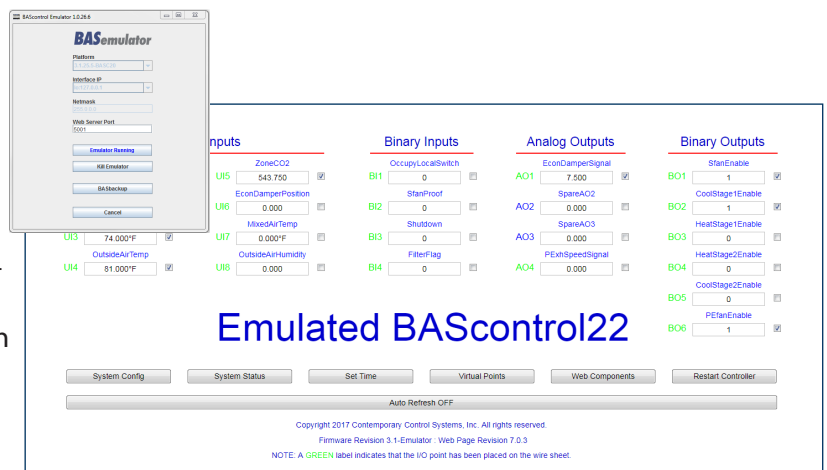 BAScontrol Emulator 1.0.26.6
BASemulator
Platform
Interface IP
Netmask
Web Server Port
5001
Emulator Running
Kill Emulator
BASbackup
Cancel
nputs
Binary Inputs
Analog Outputs
Binary Outputs
ZoneCO2
OccupyLocalSwitch
EconDamperSignal
SfanEnable
UI5 543.750
BI1 0
AO1 7.500
BO1 1
EconDamperPosition
SfanProof
SpareAO2
CoolStage1Enable
UI6 0.000
BI2 0
AO2 0.000
BO2 1
MixedAirTemp
Shutdown
SpareAO3
HeatStage1Enable
UI3 74.000°F
UI7 0.000°F
BI3 0
AO3 0.000
BO3 0
OutsideAirTemp
OutsideAirHumidity
FilterFlag
PExhSpeedSignal
HeatStage2Enable
UI4 81.000°F
UI8 0.000
BI4 0
AO4 0.000
BO4 0
CoolStage2Enable
BO5 0
PEfanEnable
BO6 1
Emulated BAScontrol22
System Config
System Status
Set Time
Virtual Points
Web Components
Restart Controller
Auto Refresh OFF
Copyright 2017 Contemporary Control Systems, Inc. All rights reserved.
Firmware Revision 3.1-Emulator : Web Page Revision 7.0.3
NOTE: A GREEN label indicates that the I/O point has been placed on the wire sheet.